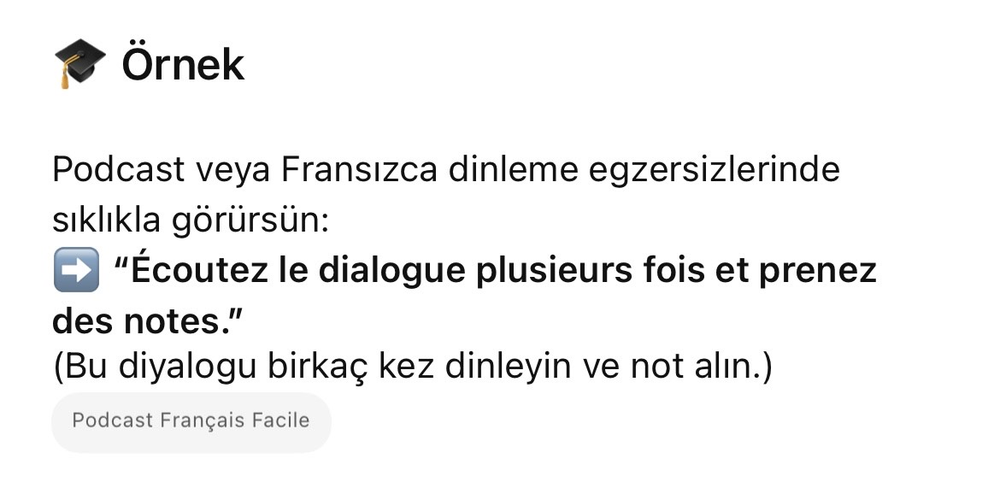 🎓 Örnek
Podcast veya Fransızca dinleme egzersizlerinde
sıklıkla görürsün:
➡️ “Écoutez le dialogue plusieurs fois et prenez
des notes.”
(Bu diyalogu birkaç kez dinleyin ve not alın.)
Podcast Français Facile